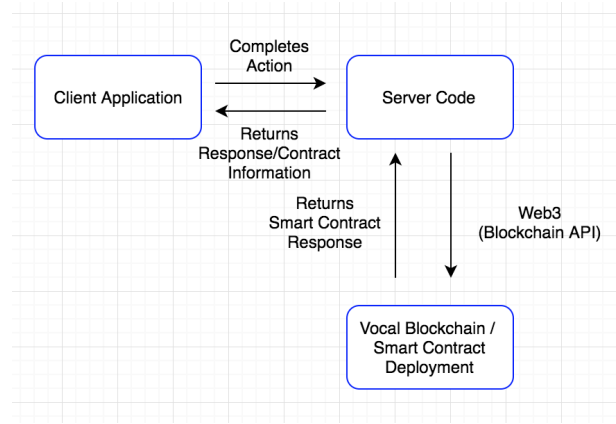 Completes
Action
Client Application
Server Code
Returns
Response/Contract
Information
Returns
Smart Contract
Response
Web3
(Blockchain API)
Vocal Blockchain /
Smart Contract
Deployment